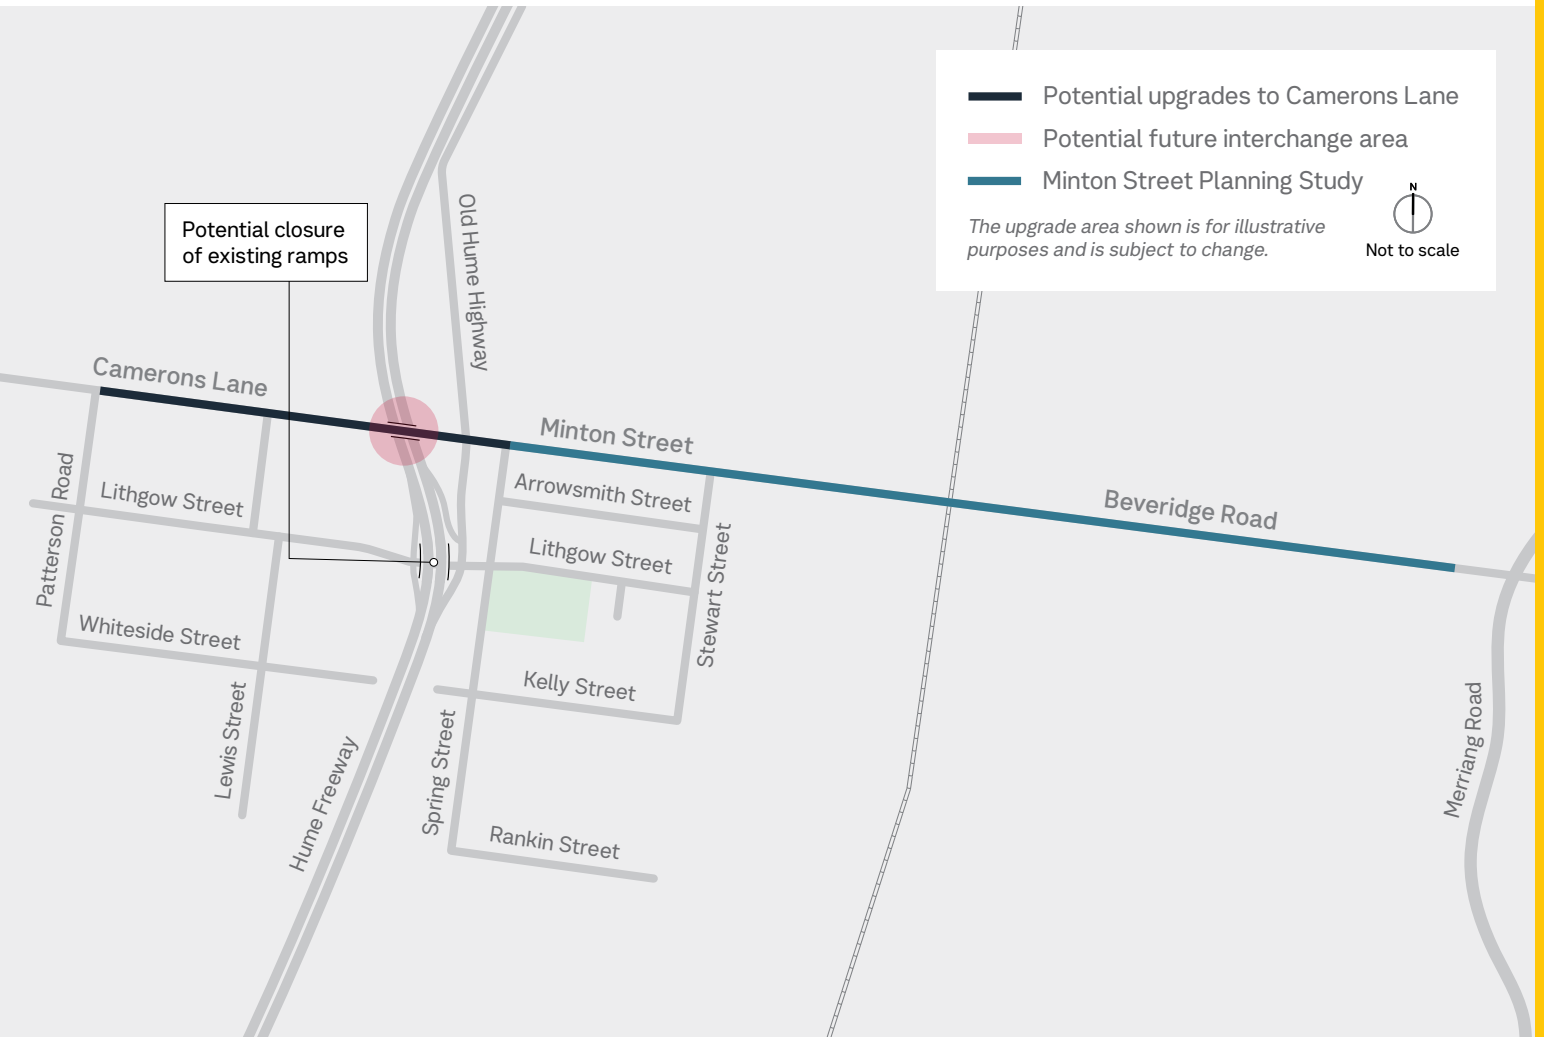 Potential upgrades to Camerons Lane
Potential future interchange area
Minton Street Planning Study
The upgrade area shown is for illustrative
purposes and is subject to change.
N
Not to scale
Potential closure
of existing ramps
Old Hume Highway
Camerons Lane
Minton Street
Beveridge Road
Patterson Road
Lithgow Street
Arrowsmith Street
Lithgow Street
Stewart Street
Whiteside Street
Kelly Street
Lewis Street
Hume Freeway
Spring Street
Rankin Street
Merriang Road